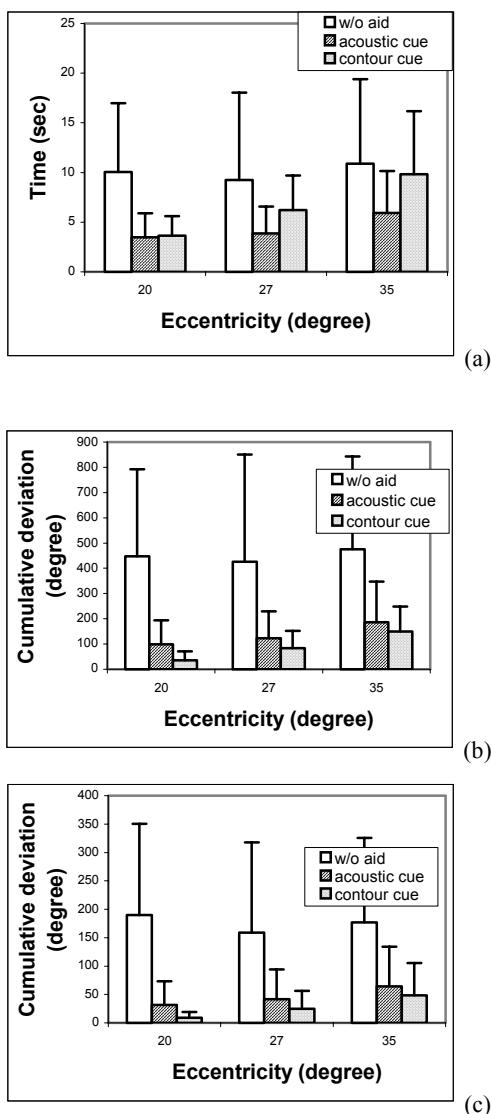 w/o aid
acoustic cue
contour cue
25
20
15
10
5
0
Time (sec)
20 27 35
Eccentricity (degree)
(a)
900
800
700
600
500
400
300
200
100
0
Cumulative deviation
(degree)
w/o aid
acoustic cue
contour cue
20 27 35
Eccentricity (degree)
(b)
400
350
300
250
200
150
100
50
0
Cumulative deviation
(degree)
w/o aid
acoustic cue
contour cue
20 27 35
Eccentricity (degree)
(c)